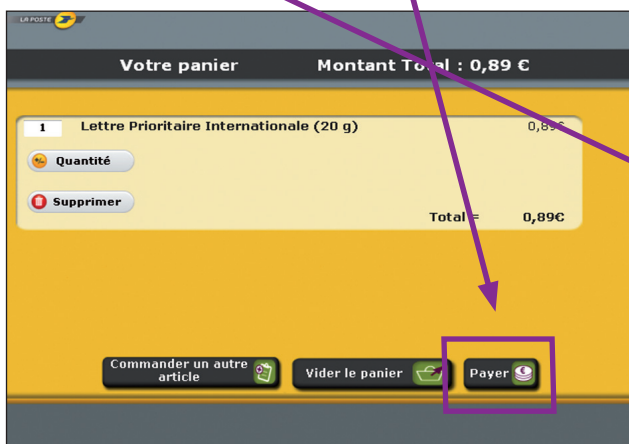 LA POSTE
Votre panier Montant Total : 0,89 €
1 Lettre Prioritaire Internationale (20 g) 0,89€
Quantité
Supprimer
Total = 0,89€
Commander un autre
article
Vider le panier
Payer